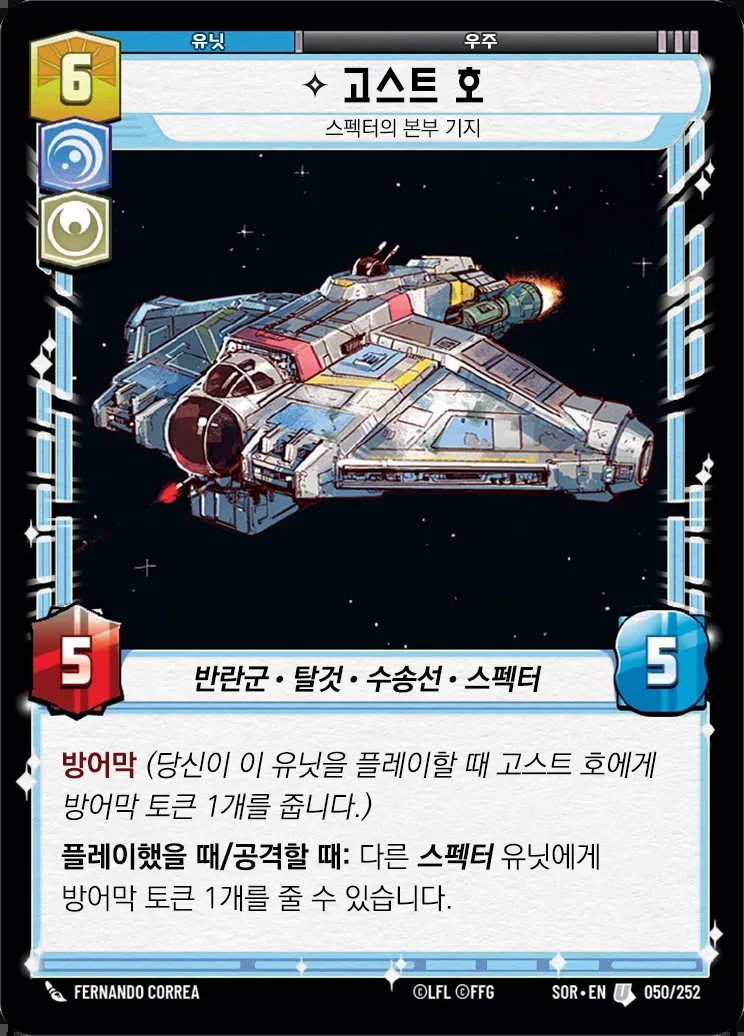 유닛
우주
6
✧ 고스트 호
스펙터의 본부 기지
5
5
반란군 • 탈것 • 수송선 • 스펙터
방어막 (당신이 이 유닛을 플레이할 때 고스트 호에게
방어막 토큰 1개를 줍니다.)
플레이했을 때/공격할 때: 다른 스펙터 유닛에게
방어막 토큰 1개를 줄 수 있습니다.
FERNANDO CORREA
©LFL ©FFG
SOR • EN U 050/252